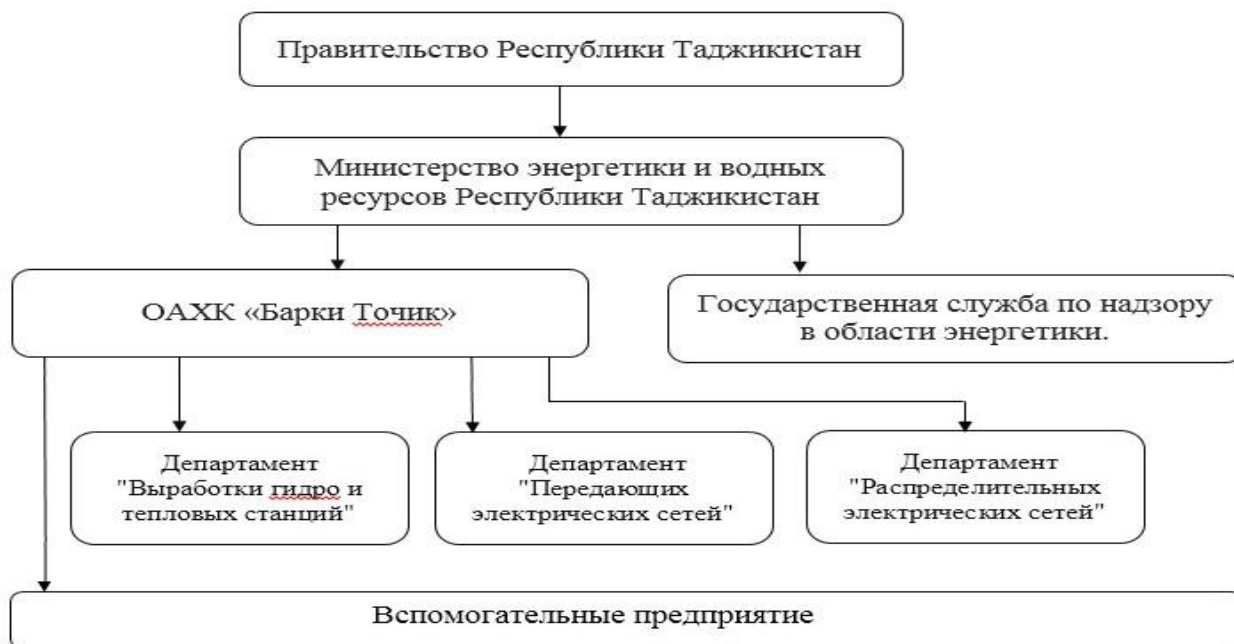 Правительство Республики Таджикистан
Министерство энергетики и водных
ресурсов Республики Таджикистан
ОАХК «Барки Точик»
Государственная служба по надзору
в области энергетики.
Департамент
"Выработки гидро и
тепловых станций"
Департамент
"Передающих
электрических сетей"
Департамент
"Распределительных
электрических сетей"
Вспомогательные предприятие